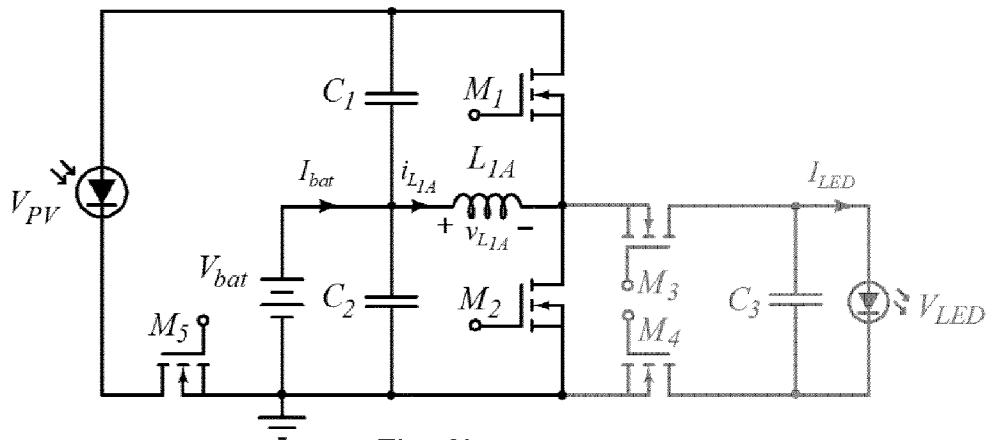 C1
M1
L1A
Ibat
iL1A
ILED
VPV
+ vL1A −
Vbat
C2
M2
M3
C3
VLED
M5
M4